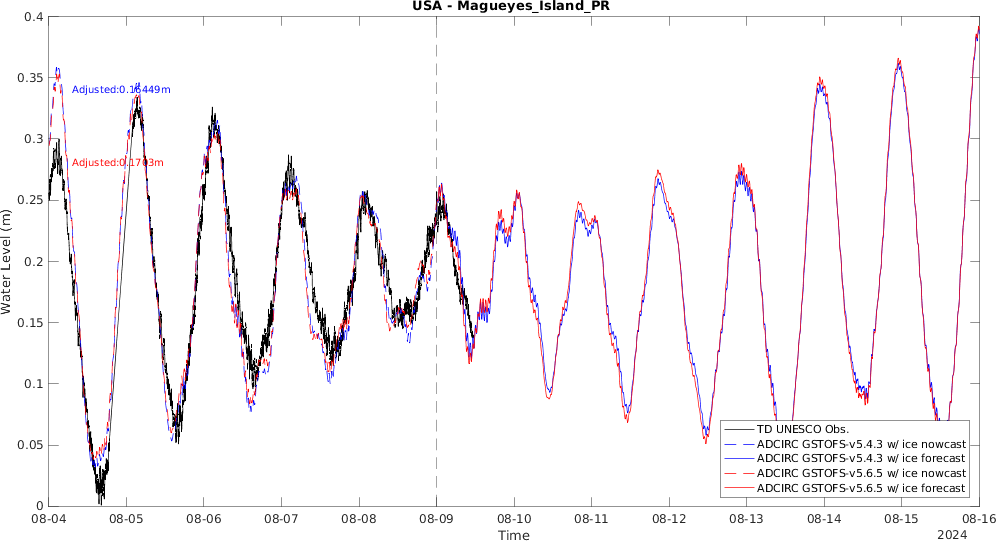 USA - Magueyes_Island_PR
0.4
0.35
0.3
0.25
0.2
0.15
0.1
0.05
0
Water Level (m)
Adjusted:0.16449m
Adjusted:0.1703m
TD UNESCO Obs.
ADCIRC GSTOFS-v5.4.3 w/ ice nowcast
ADCIRC GSTOFS-v5.4.3 w/ ice forecast
ADCIRC GSTOFS-v5.6.5 w/ ice nowcast
ADCIRC GSTOFS-v5.6.5 w/ ice forecast
08-04 08-05 08-06 08-07 08-08 08-09 08-10 08-11 08-12 08-13 08-14 08-15 08-16
Time
2024